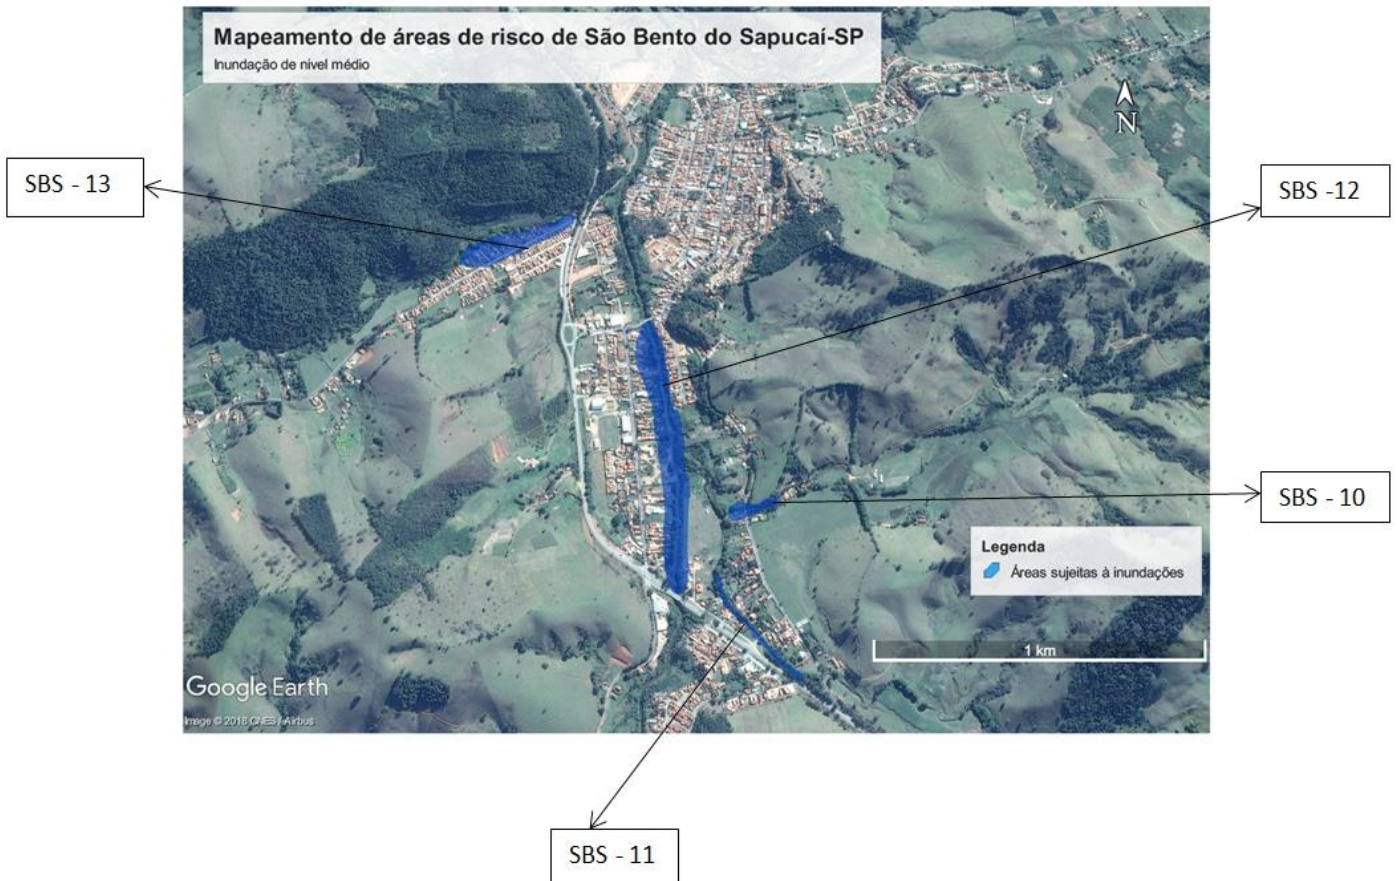 Mapeamento de áreas de risco de São Bento do Sapucaí-SP
Inundação de nível médio
N
SBS - 13
SBS -12
SBS - 10
Legenda
Áreas sujeitas à inundações
1 km
Google Earth
Image © 2018 CNES / Airbus
SBS - 11